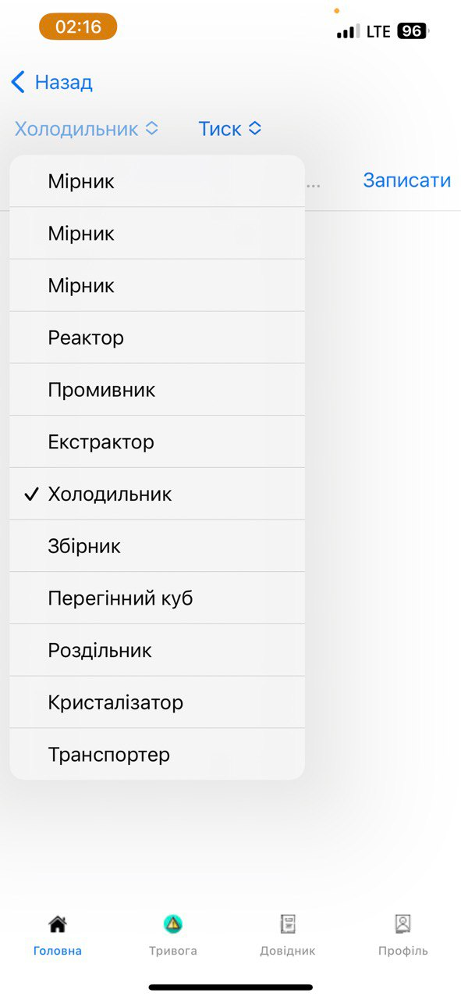 02:16 LTE 96
Назад
Холодильник Тиск
Мірник
... Записати
Мірник
Мірник
Реактор
Промивник
Екстрактор
Холодильник
Збірник
Перегінний куб
Роздільник
Кристалізатор
Транспортер
Головна Тривога Довідник Профіль